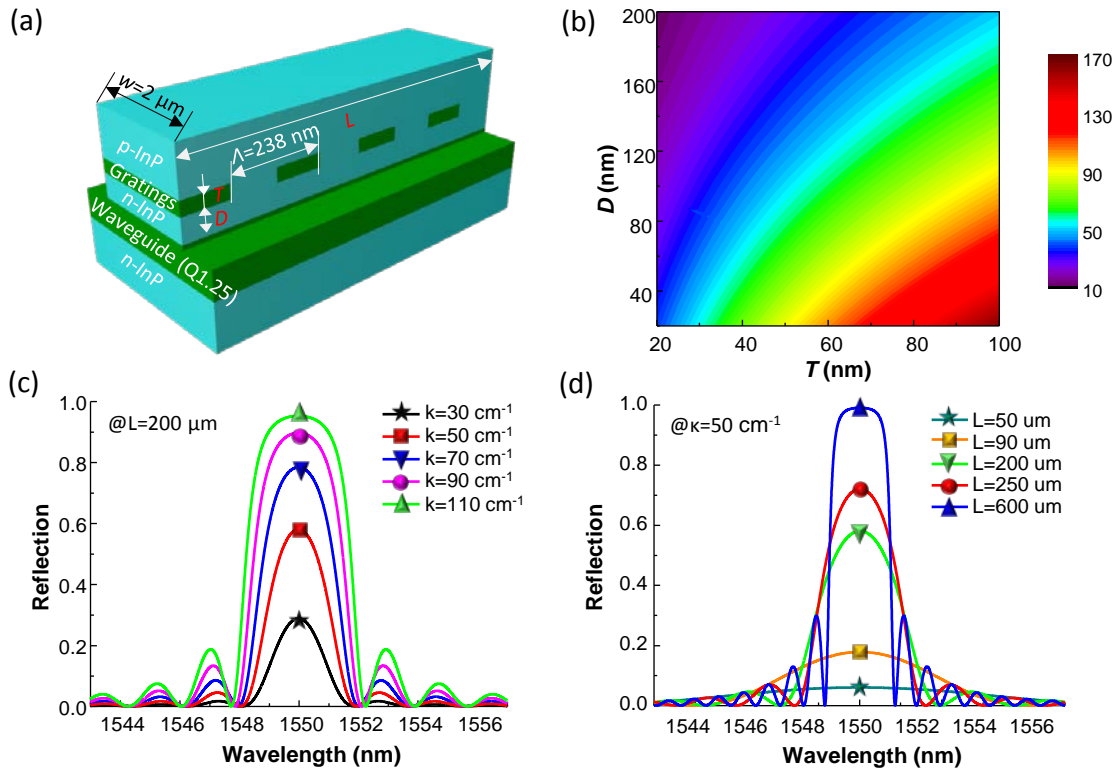 (a)
w=2 μm
L
p-InP
Λ=238 nm
Gratings
T
n-InP
D
Waveguide (Q1.25)
n-InP
(b)
200
160
120
80
40
D (nm)
20 40 60 80 100
T (nm)
170
130
90
50
10
(c)
@L=200 μm
k=30 cm-1
k=50 cm-1
k=70 cm-1
k=90 cm-1
k=110 cm-1
1.0
0.8
0.6
0.4
0.2
0.0
Reflection
1544 1546 1548 1550 1552 1554 1556
Wavelength (nm)
(d)
@κ=50 cm-1
L=50 um
L=90 um
L=200 um
L=250 um
L=600 um
1.0
0.8
0.6
0.4
0.2
0.0
Reflection
1544 1546 1548 1550 1552 1554 1556
Wavelength (nm)